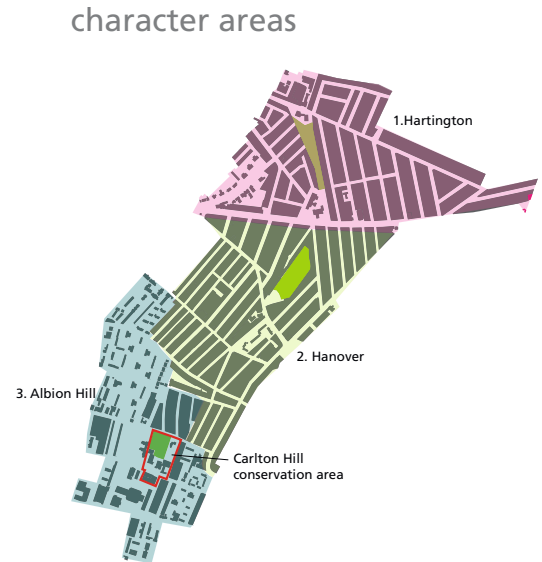 character areas
1.Hartington
2. Hanover
3. Albion Hill
Carlton Hill
conservation area